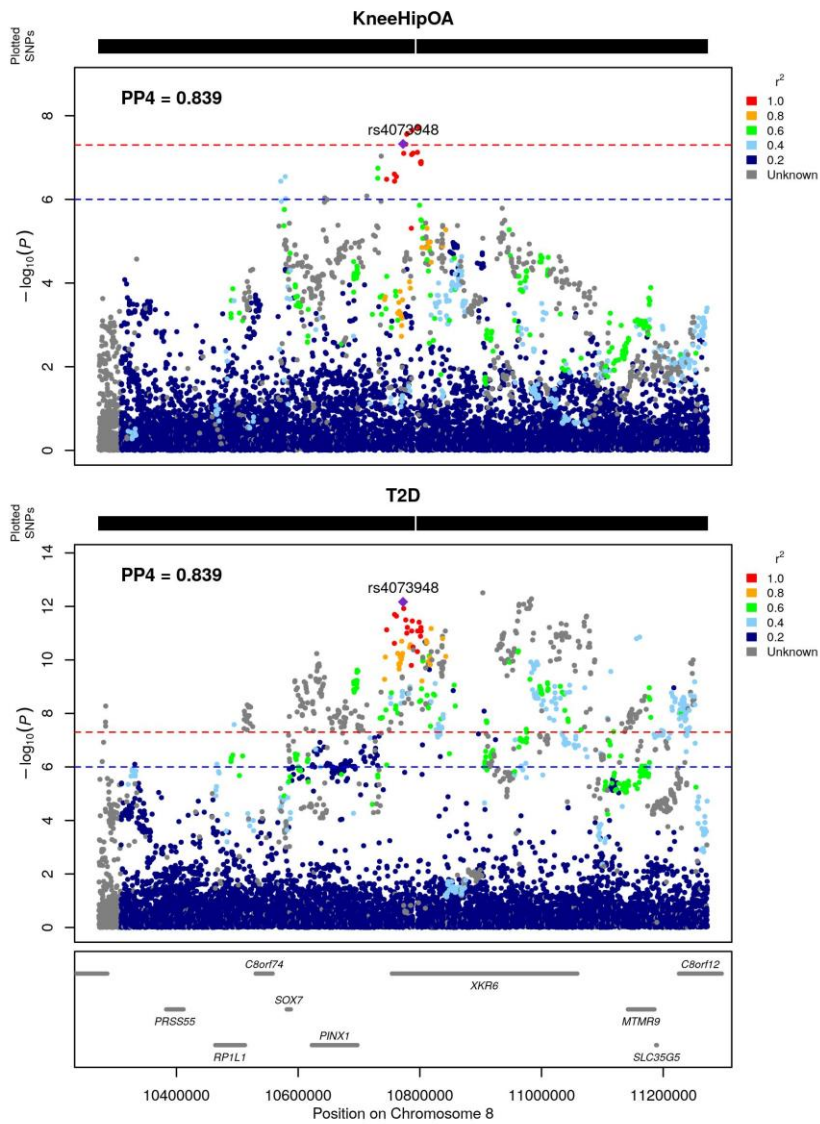 KneeHipOA
Plotted
SNPs
PP4 = 0.839
rs4073948
− log10(P)
8
6
4
2
0
r²
1.0
0.8
0.6
0.4
0.2
Unknown
T2D
Plotted
SNPs
PP4 = 0.839
rs4073948
− log10(P)
14
12
10
8
6
4
2
0
r²
1.0
0.8
0.6
0.4
0.2
Unknown
C8orf74 C8orf12
XKR6
SOX7
PRSS55 MTMR9
PINX1
RP1L1 SLC35G5
10400000 10600000 10800000 11000000 11200000
Position on Chromosome 8